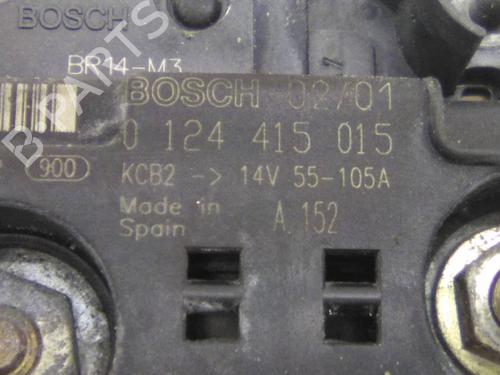 BOSCH
BR14-M3
BOSCH 02/01
0 124 415 015
900
KCB2 -> 14V 55-105A
Made in
Spain
A.152